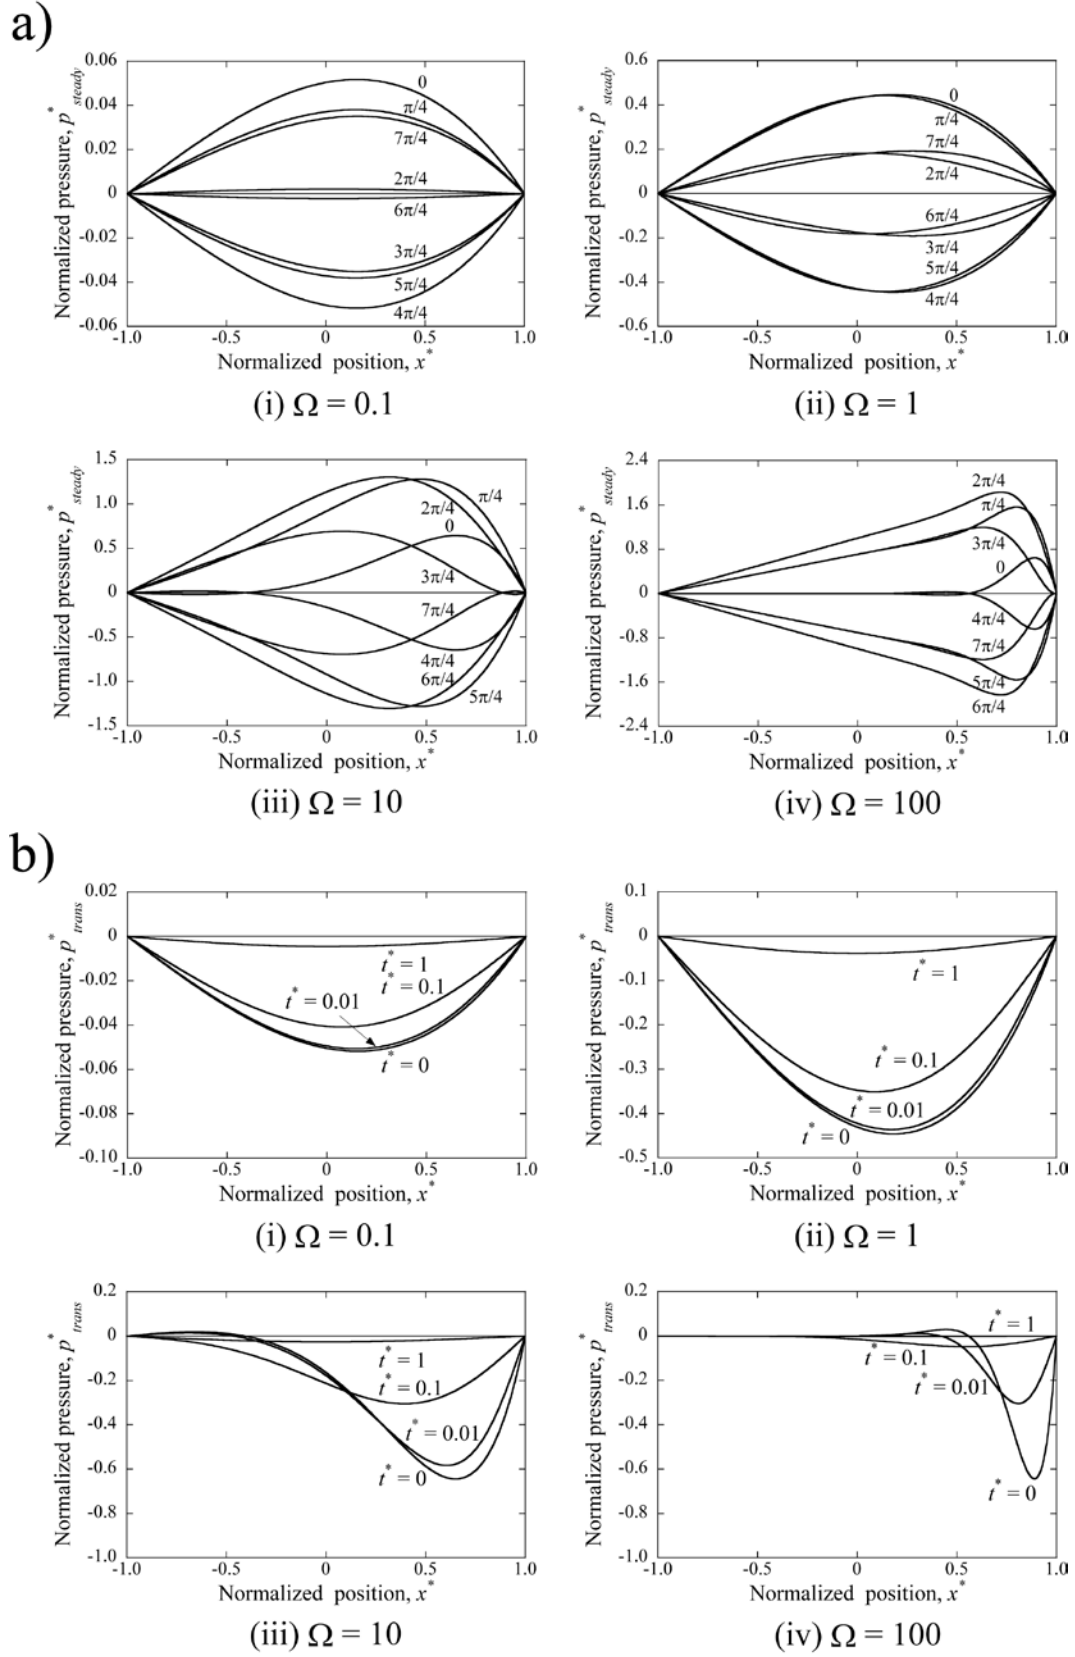 a)
Normalized pressure, p*steady
0.06
0.04
0.02
0
-0.02
-0.04
-0.06
0
π/4
7π/4
2π/4
6π/4
3π/4
5π/4
4π/4
-1.0 -0.5 0 0.5 1.0
Normalized position, x*
(i) Ω = 0.1
Normalized pressure, p*steady
0.6
0.4
0.2
0
-0.2
-0.4
-0.6
0
π/4
7π/4
2π/4
6π/4
3π/4
5π/4
4π/4
-1.0 -0.5 0 0.5 1.0
Normalized position, x*
(ii) Ω = 1
Normalized pressure, p*steady
1.5
1.0
0.5
0
-0.5
-1.0
-1.5
π/4
2π/4
0
3π/4
7π/4
4π/4
6π/4
5π/4
-1.0 -0.5 0 0.5 1.0
Normalized position, x*
(iii) Ω = 10
Normalized pressure, p*steady
2.4
1.6
0.8
0
-0.8
-1.6
-2.4
2π/4
π/4
3π/4
0
4π/4
7π/4
5π/4
6π/4
-1.0 -0.5 0 0.5 1.0
Normalized position, x*
(iv) Ω = 100
b)
Normalized pressure, p*trans
0.02
0
-0.02
-0.04
-0.06
-0.08
-0.10
t* = 1
t* = 0.1
t* = 0.01
t* = 0
-1.0 -0.5 0 0.5 1.0
Normalized position, x*
(i) Ω = 0.1
Normalized pressure, p*trans
0.1
0
-0.1
-0.2
-0.3
-0.4
-0.5
t* = 1
t* = 0.1
t* = 0.01
t* = 0
-1.0 -0.5 0 0.5 1.0
Normalized position, x*
(ii) Ω = 1
Normalized pressure, p*trans
0.2
0
-0.2
-0.4
-0.6
-0.8
-1.0
t* = 1
t* = 0.1
t* = 0.01
t* = 0
-1.0 -0.5 0 0.5 1.0
Normalized position, x*
(iii) Ω = 10
Normalized pressure, p*trans
0.2
0
-0.2
-0.4
-0.6
-0.8
-1.0
t* = 1
t* = 0.1
t* = 0.01
t* = 0
-1.0 -0.5 0 0.5 1.0
Normalized position, x*
(iv) Ω = 100